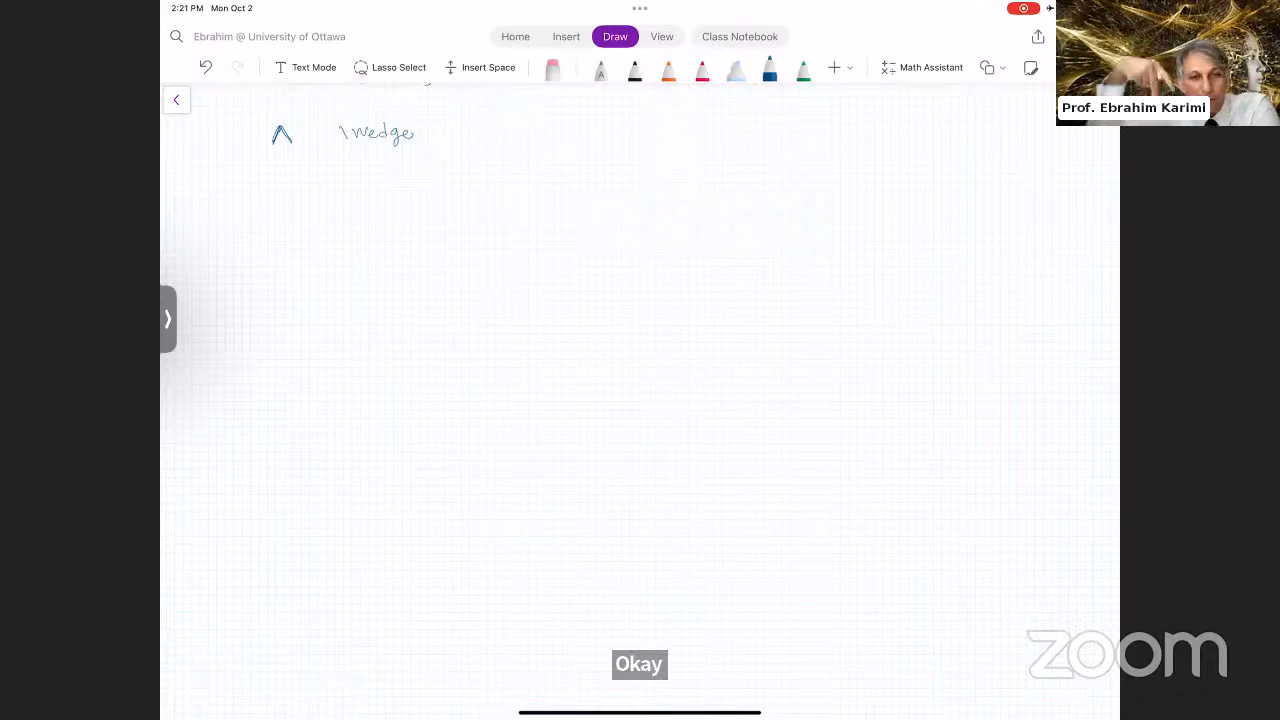 2:21 PM Mon Oct 2
Ebrahim @ University of Ottawa
Home Insert Draw View Class Notebook
A Text Mode Lasso Select Insert Space Math Assistant
Prof. Ebrahim Karimi
∧ \wedge
Okay
zoom